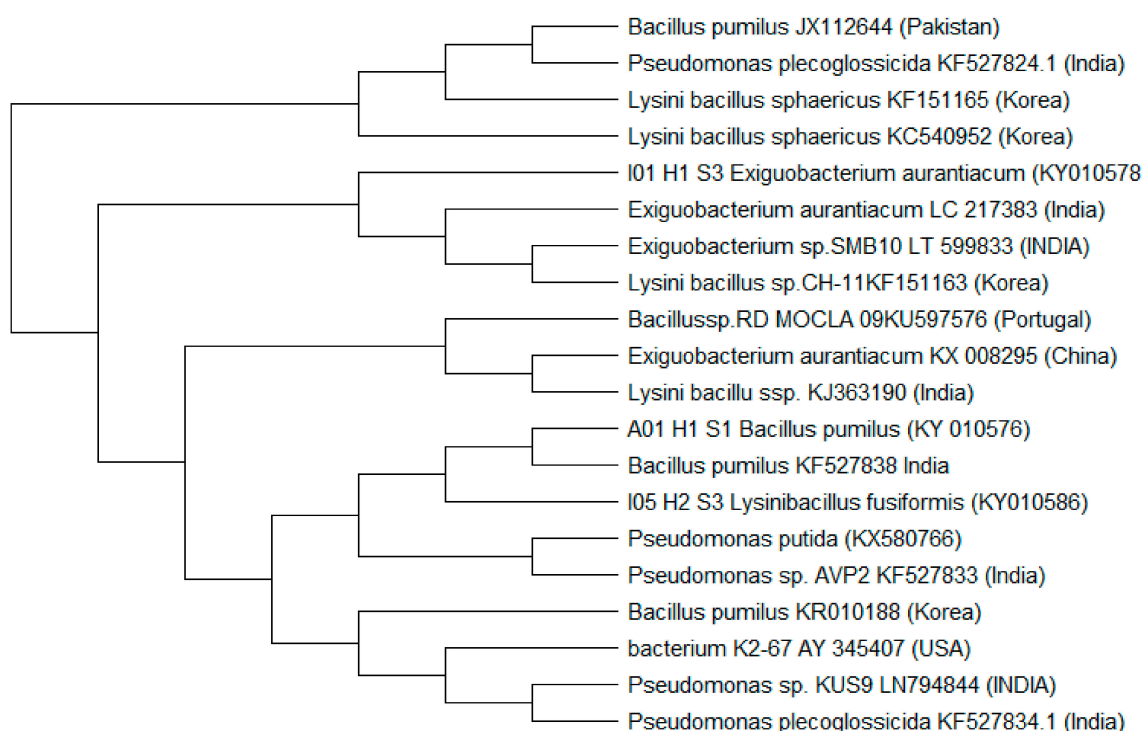 Bacillus pumilus JX112644 (Pakistan)
Pseudomonas plecoglossicida KF527824.1 (India)
Lysini bacillus sphaericus KF151165 (Korea)
Lysini bacillus sphaericus KC540952 (Korea)
I01 H1 S3 Exiguobacterium aurantiacum (KY010578
Exiguobacterium aurantiacum LC 217383 (India)
Exiguobacterium sp.SMB10 LT 599833 (INDIA)
Lysini bacillus sp.CH-11KF151163 (Korea)
Bacillussp.RD MOCLA 09KU597576 (Portugal)
Exiguobacterium aurantiacum KX 008295 (China)
Lysini bacillu ssp. KJ363190 (India)
A01 H1 S1 Bacillus pumilus (KY 010576)
Bacillus pumilus KF527838 India
I05 H2 S3 Lysinibacillus fusiformis (KY010586)
Pseudomonas putida (KX580766)
Pseudomonas sp. AVP2 KF527833 (India)
Bacillus pumilus KR010188 (Korea)
bacterium K2-67 AY 345407 (USA)
Pseudomonas sp. KUS9 LN794844 (INDIA)
Pseudomonas plecoglossicida KF527834.1 (India)